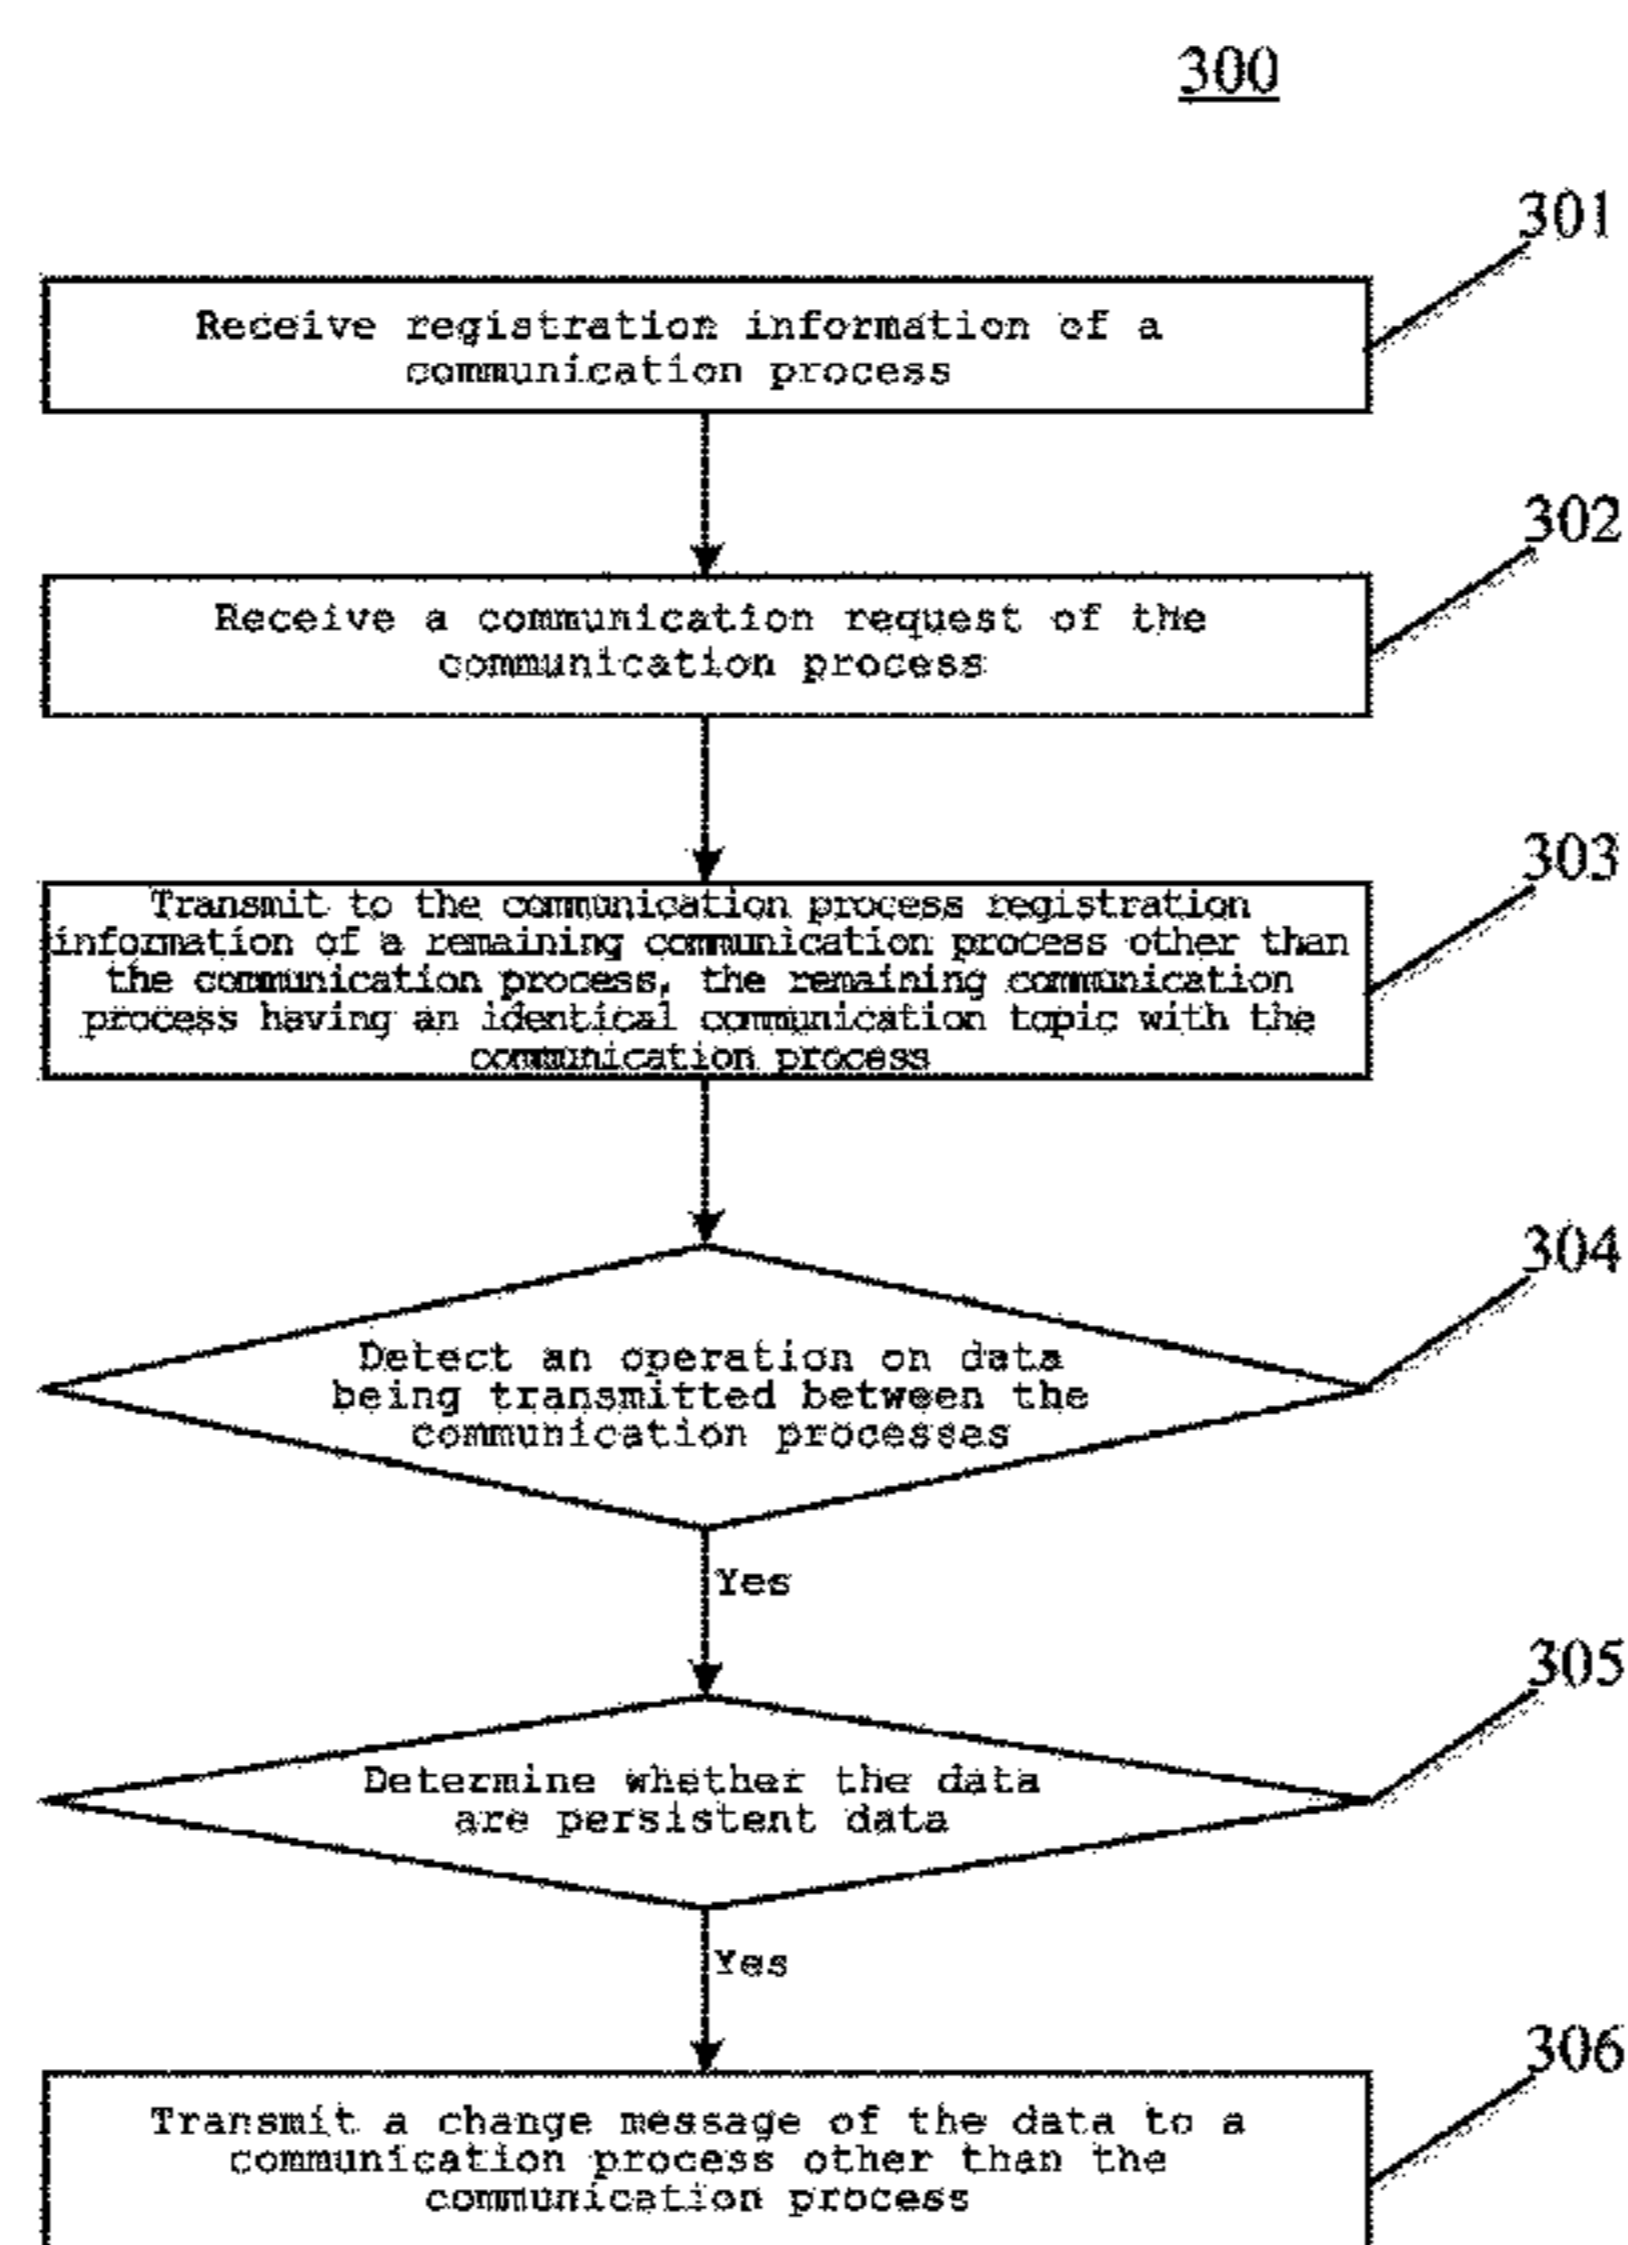 300
301
Receive registration information of a
communication process
302
Receive a communication request of the
communication process
303
Transmit to the communication process registration
information of a remaining communication process other than
the communication process, the remaining communication
process having an identical communication topic with the
communication process
304
Detect an operation on data
being transmitted between the
communication processes
Yes
305
Determine whether the data
are persistent data
Yes
306
Transmit a change message of the data to a
communication process other than the
communication process